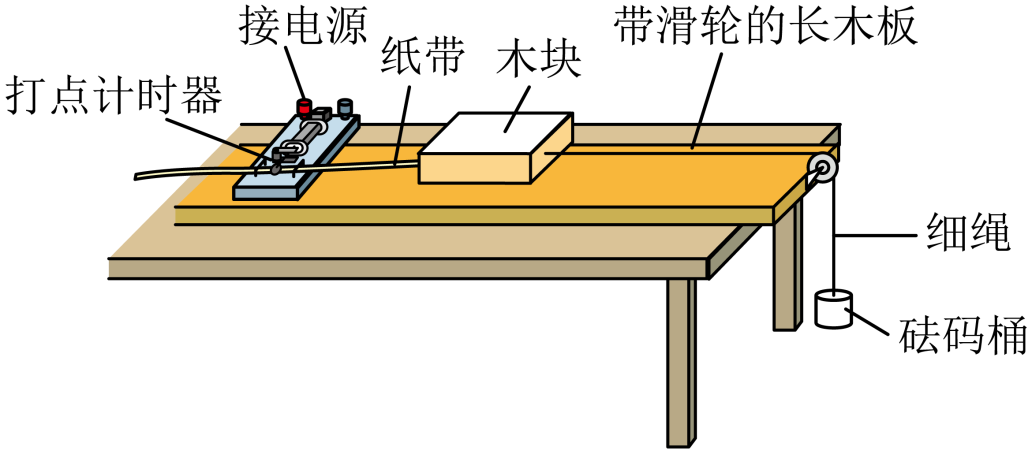 接电源
纸带
木块
带滑轮的长木板
打点计时器
细绳
砝码桶